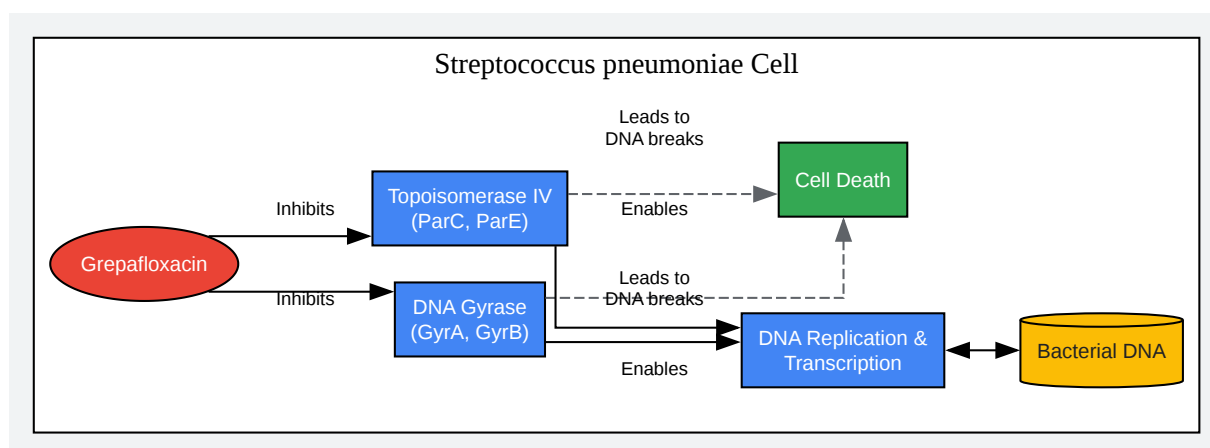 Streptococcus pneumoniae Cell
Leads to
DNA breaks
Cell Death
Inhibits
Topoisomerase IV
(ParC, ParE)
Enables
Grepafloxacin
Inhibits
DNA Gyrase
(GyrA, GyrB)
Leads to
DNA breaks
Enables
DNA Replication &
Transcription
Bacterial DNA